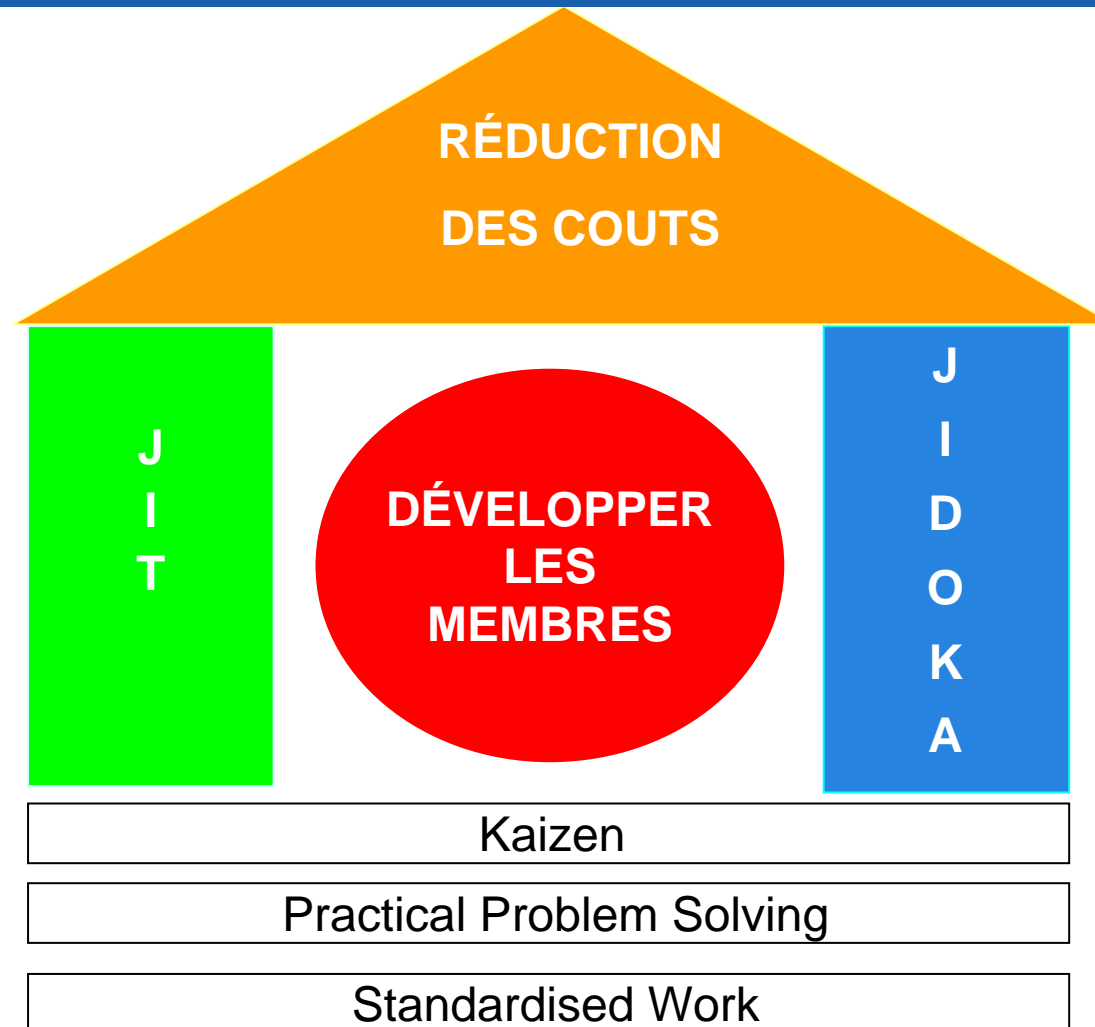 RÉDUCTION
DES COUTS
J
I
T
DÉVELOPPER
LES
MEMBRES
J
I
D
O
K
A
Kaizen
Practical Problem Solving
Standardised Work